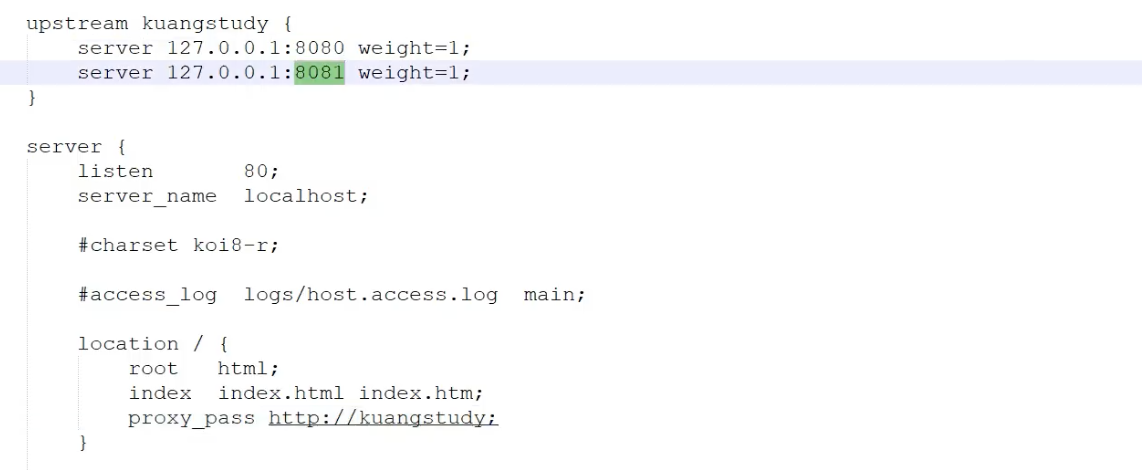 upstream kuangstudy {
    server 127.0.0.1:8080 weight=1;
    server 127.0.0.1:8081 weight=1;
}
server {
    listen       80;
    server_name  localhost;
    #charset koi8-r;
    #access_log  logs/host.access.log  main;
    location / {
        root   html;
        index  index.html index.htm;
        proxy_pass http://kuangstudy;
    }